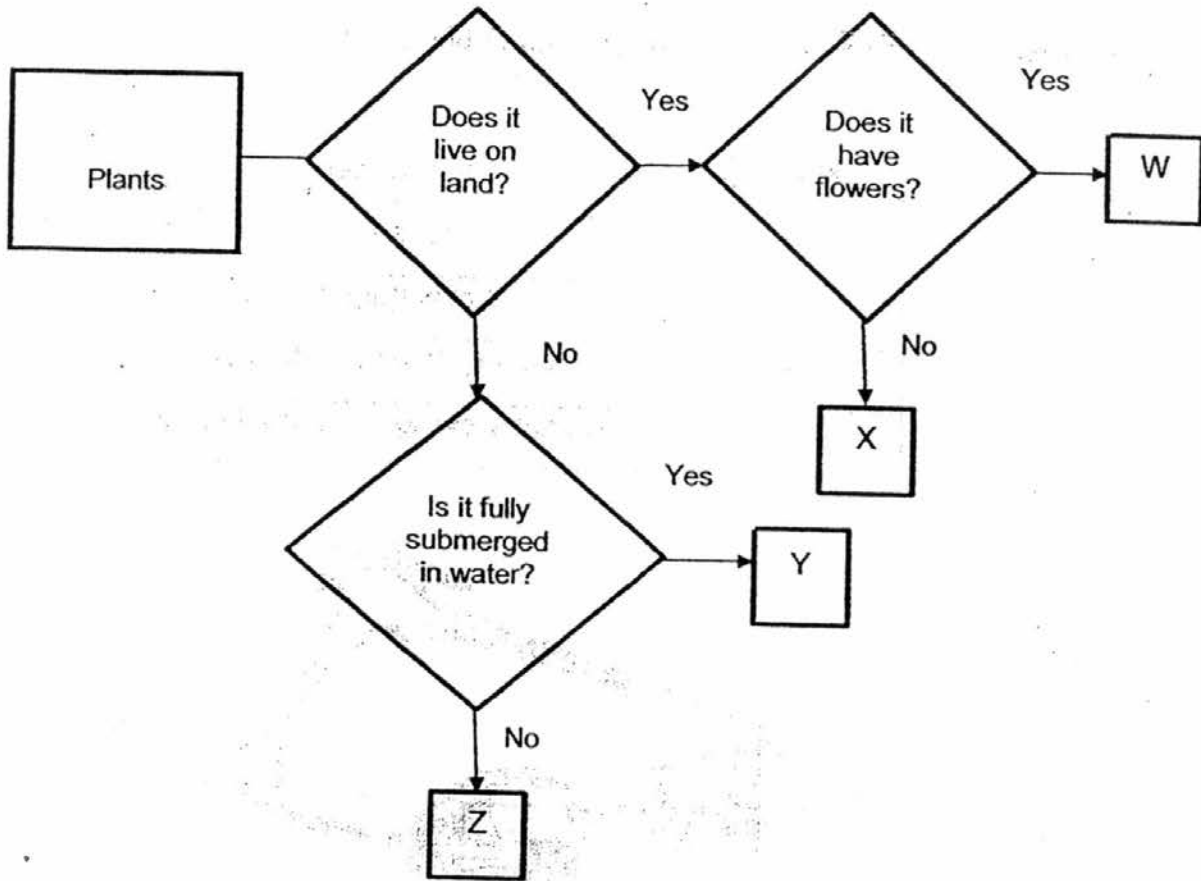 Plants
Does it
live on
land?
Yes
Does it
have
flowers?
Yes
W
No
X
No
Is it fully
submerged
in water?
Yes
Y
No
Z